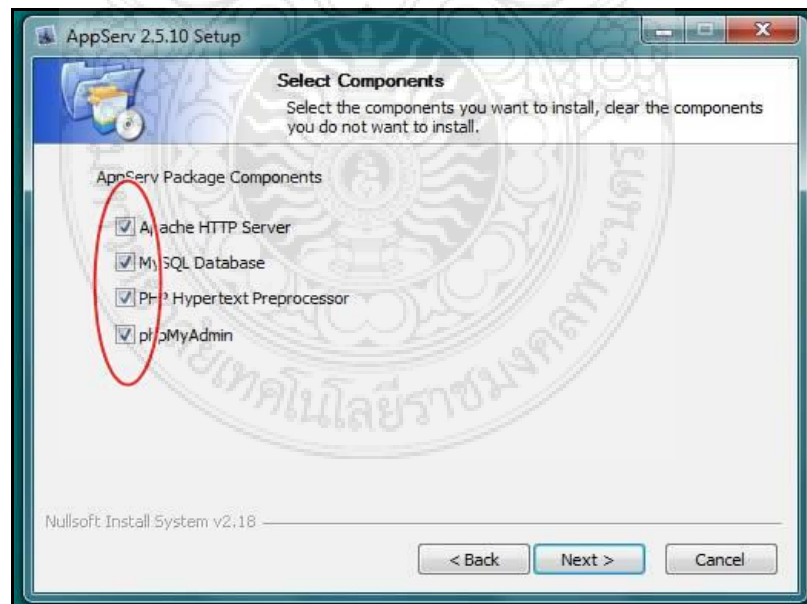 AppServ 2.5.10 Setup
Select Components
Select the components you want to install, clear the components
you do not want to install.
AppServ Package Components
Apache HTTP Server
MySQL Database
PHP Hypertext Preprocessor
phpMyAdmin
Nullsoft Install System v2.18
< Back
Next >
Cancel